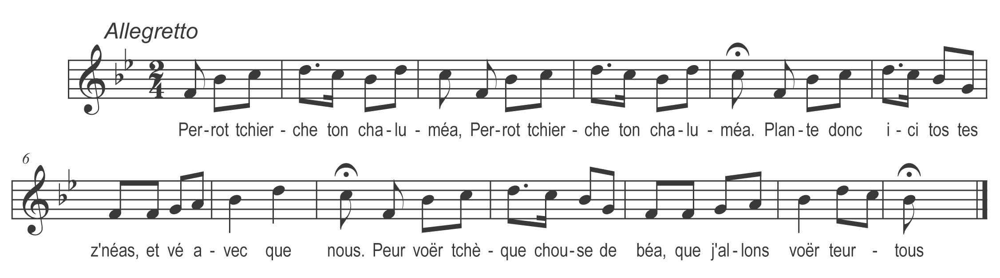 Allegretto
2/4
Per-rot tchier - che ton cha-lu - méa, Per-rot tchier - che ton cha-lu - méa. Plan-te donc i-ci tos tes
6
z'néas, et vé a - vec que nous. Peur voër tchè - que chou-se de béa, que j'al-lons voër teur - tous